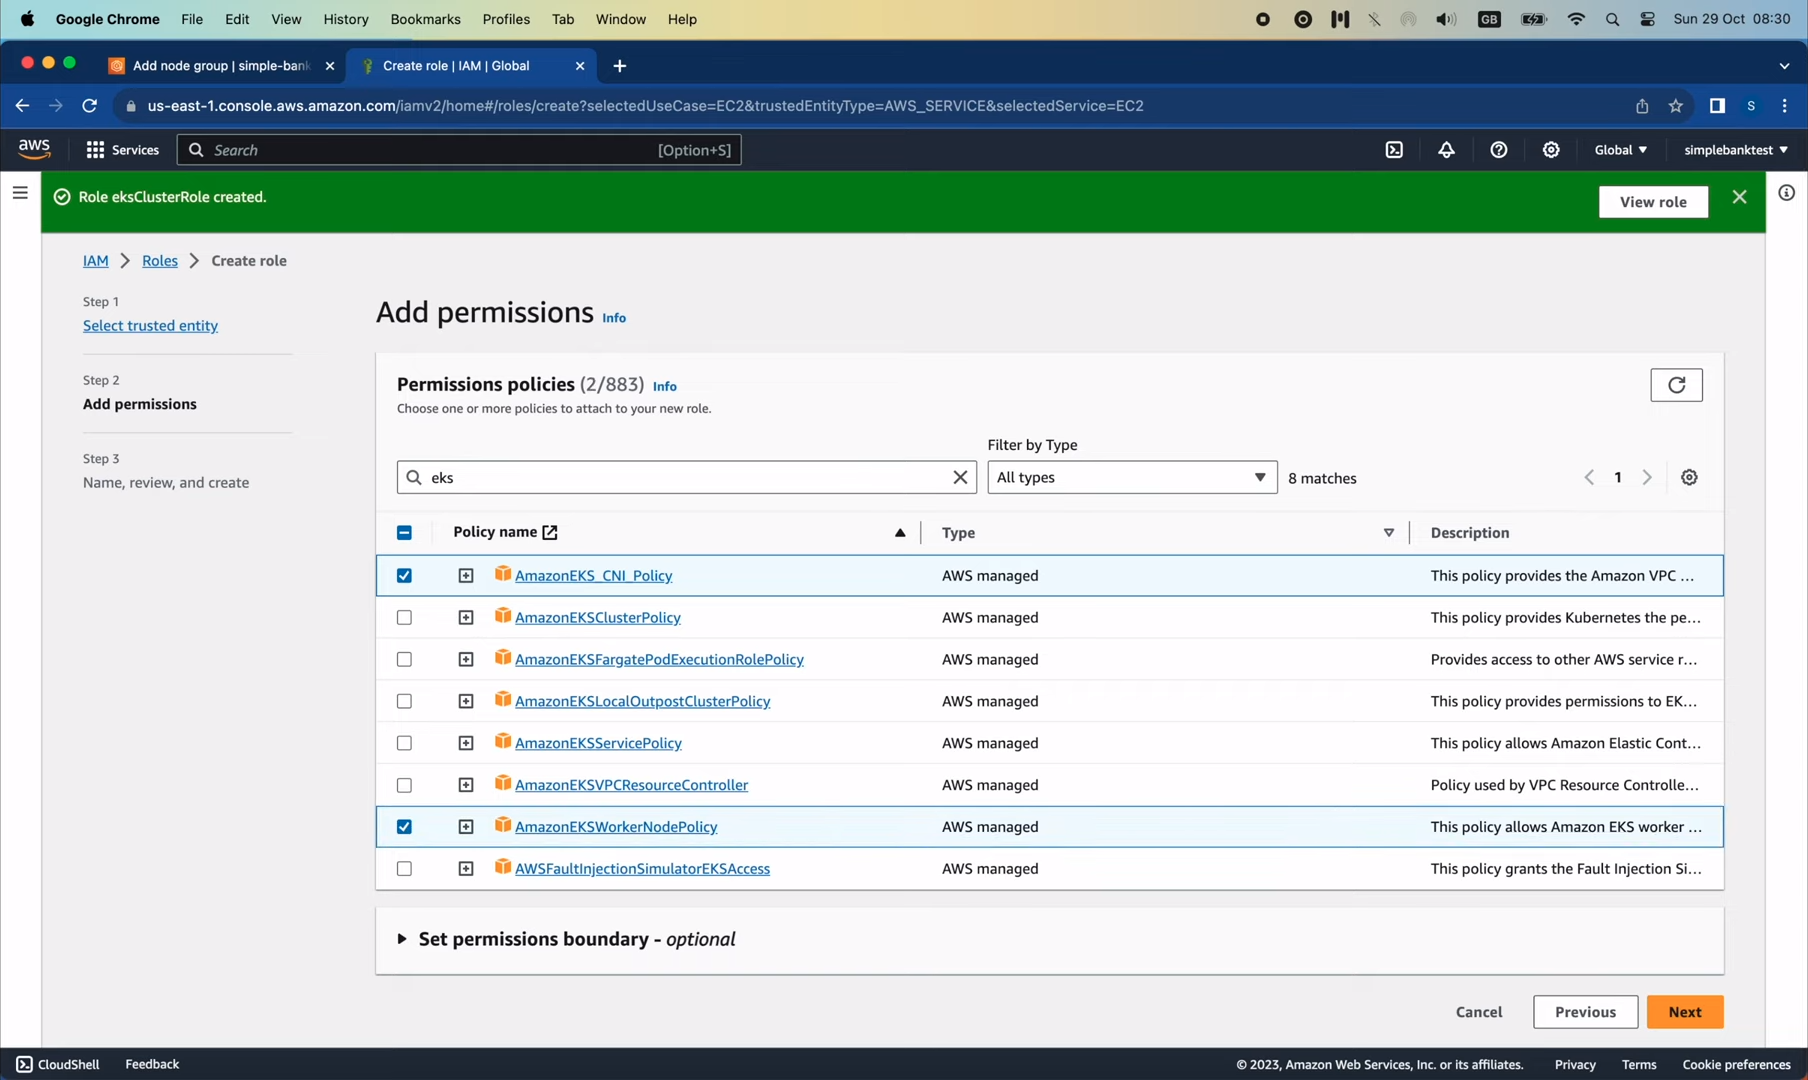 Google Chrome File Edit View History Bookmarks Profiles Tab Window Help GB Sun 29 Oct 08:30
Add node group | simple-bank Create role | IAM | Global
us-east-1.console.aws.amazon.com/iamv2/home#/roles/create?selectedUseCase=EC2&trustedEntityType=AWS_SERVICE&selectedService=EC2 S
aws Services Search [Option+S] Global simplebanktest
Role eksClusterRole created. View role
IAM Roles Create role
Step 1
Select trusted entity
Step 2
Add permissions
Step 3
Name, review, and create
Add permissions Info
Permissions policies (2/883) Info
Choose one or more policies to attach to your new role.
Filter by Type
eks All types 8 matches 1
Policy name Type Description
AmazonEKS_CNI_Policy AWS managed This policy provides the Amazon VPC ...
AmazonEKSClusterPolicy AWS managed This policy provides Kubernetes the pe...
AmazonEKSFargatePodExecutionRolePolicy AWS managed Provides access to other AWS service r...
AmazonEKSLocalOutpostClusterPolicy AWS managed This policy provides permissions to EK...
AmazonEKSServicePolicy AWS managed This policy allows Amazon Elastic Cont...
AmazonEKSVPCResourceController AWS managed Policy used by VPC Resource Controlle...
AmazonEKSWorkerNodePolicy AWS managed This policy allows Amazon EKS worker ...
AWSFaultInjectionSimulatorEKSAccess AWS managed This policy grants the Fault Injection Si...
Set permissions boundary - optional
Cancel Previous Next
CloudShell Feedback © 2023, Amazon Web Services, Inc. or its affiliates. Privacy Terms Cookie preferences